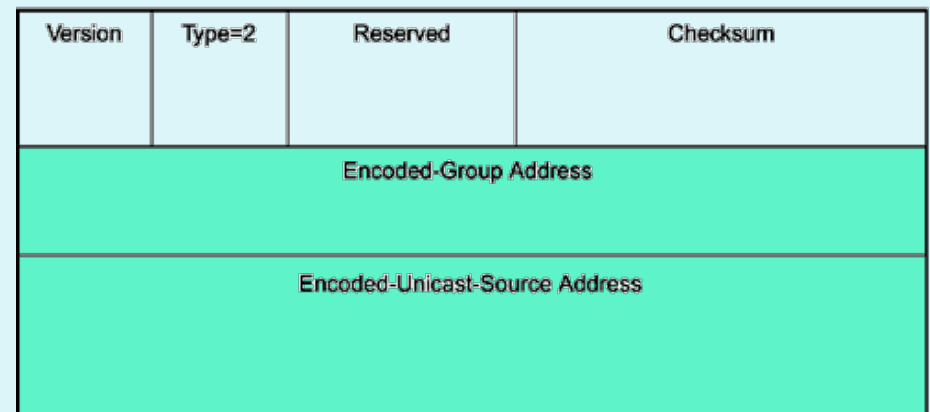 Version Type=2 Reserved Checksum
Encoded-Group Address
Encoded-Unicast-Source Address